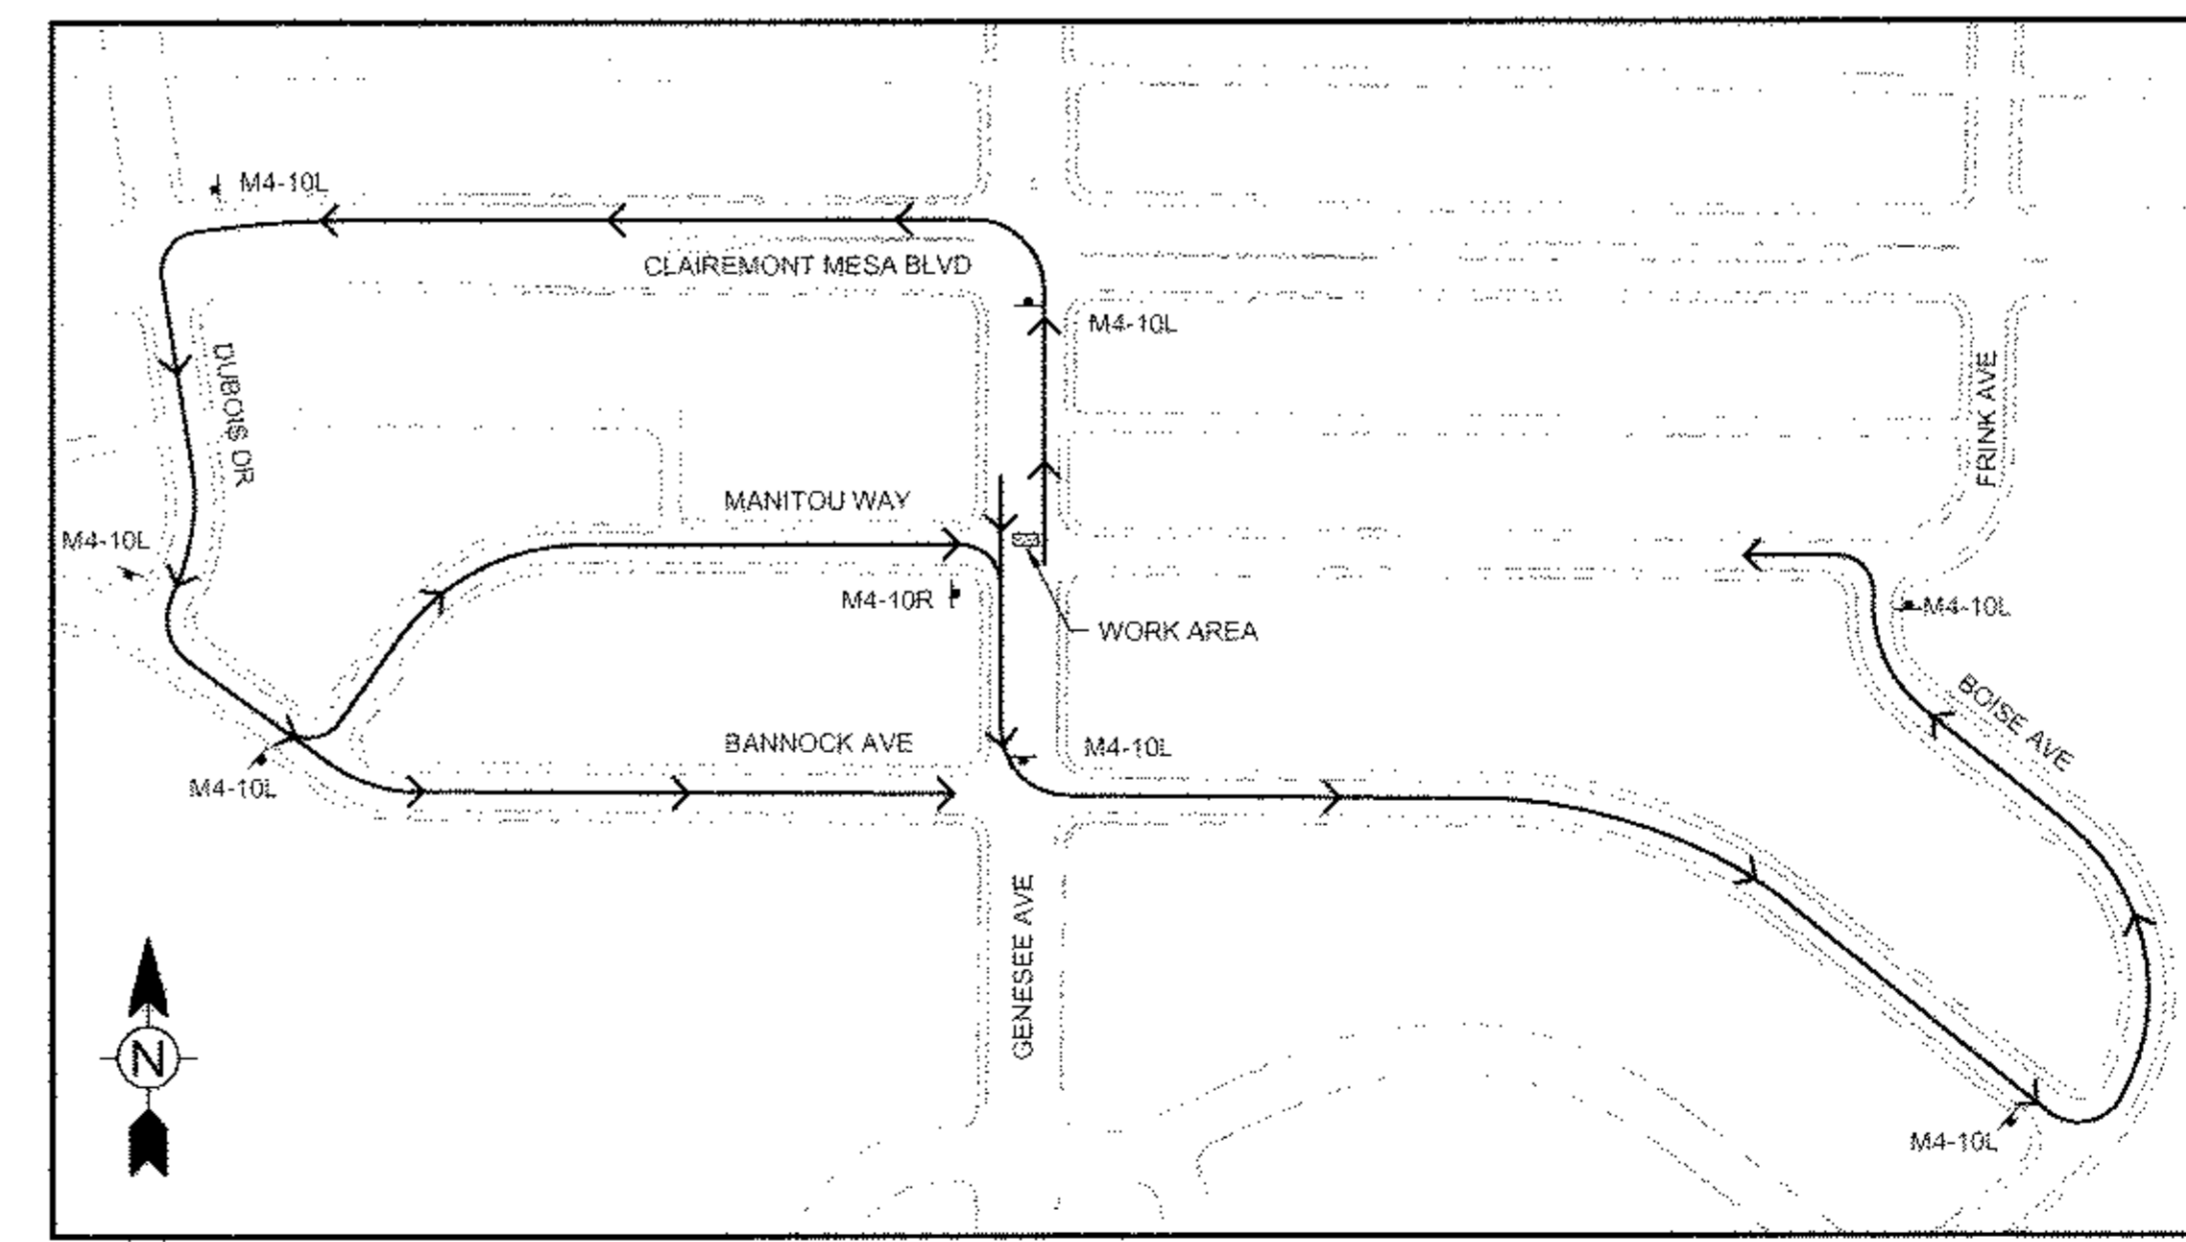 M4-10L
CLAIREMONT MESA BLVD
M4-10L
DUBOIS DR
FRINK AVE
MANITOU WAY
M4-10L
M4-10R
M4-10L
WORK AREA
BOISE AVE
BANNOCK AVE
M4-10L
M4-10L
GENESEE AVE
N
M4-10L